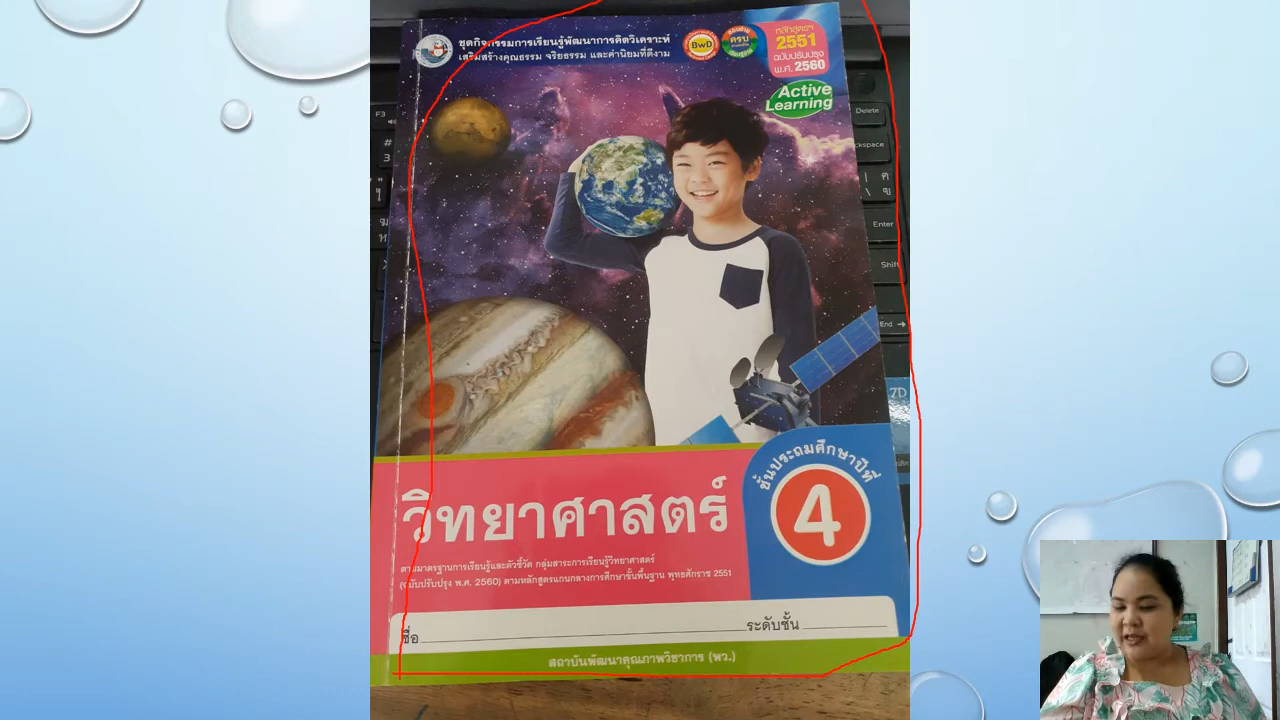 ชุดกิจกรรมการเรียนรู้พัฒนาการคิดวิเคราะห์
เสริมสร้างคุณธรรม จริยธรรม และค่านิยมที่ดีงาม
BwD
ครบ
หลักสูตรฯ
2551
ฉบับปรับปรุง
พ.ศ. 2560
Active
Learning
F3
Delete
#
3
ckspace
Enter
Shift
End
7D
ชั้นประถมศึกษาปีที่
4
วิทยาศาสตร์
ตามมาตรฐานการเรียนรู้และตัวชี้วัด กลุ่มสาระการเรียนรู้วิทยาศาสตร์
(ฉบับปรับปรุง พ.ศ. 2560) ตามหลักสูตรแกนกลางการศึกษาขั้นพื้นฐาน พุทธศักราช 2551
ชื่อ ระดับชั้น
สถาบันพัฒนาคุณภาพวิชาการ (พว.)